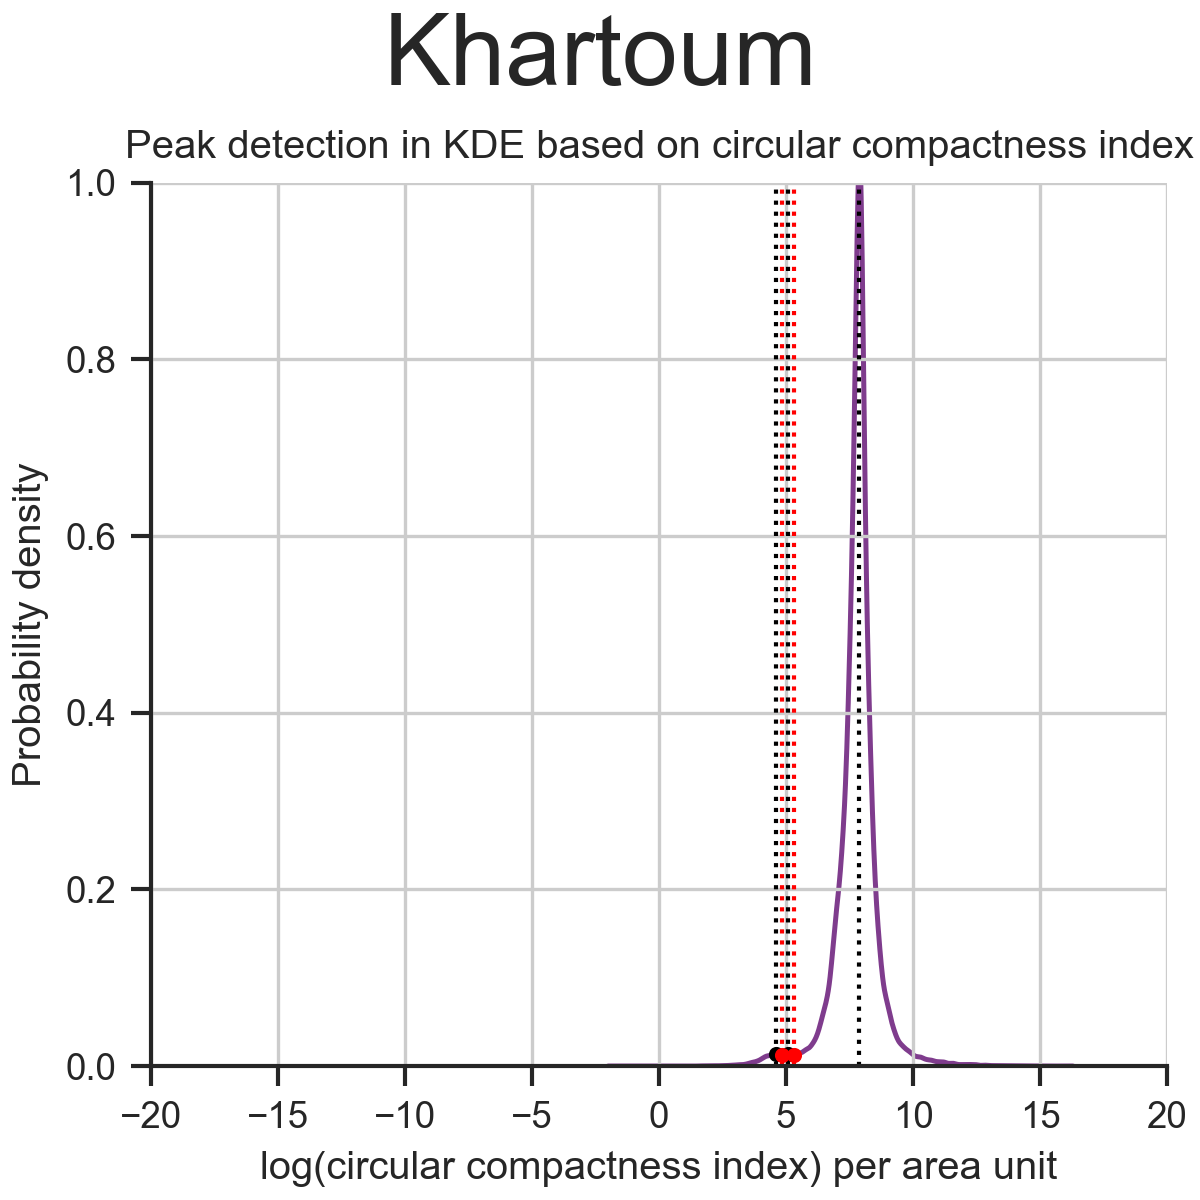 Khartoum
Peak detection in KDE based on circular compactness index
1.0
0.8
0.6
0.4
0.2
0.0
Probability density
−20 −15 −10 −5 0 5 10 15 20
log(circular compactness index) per area unit